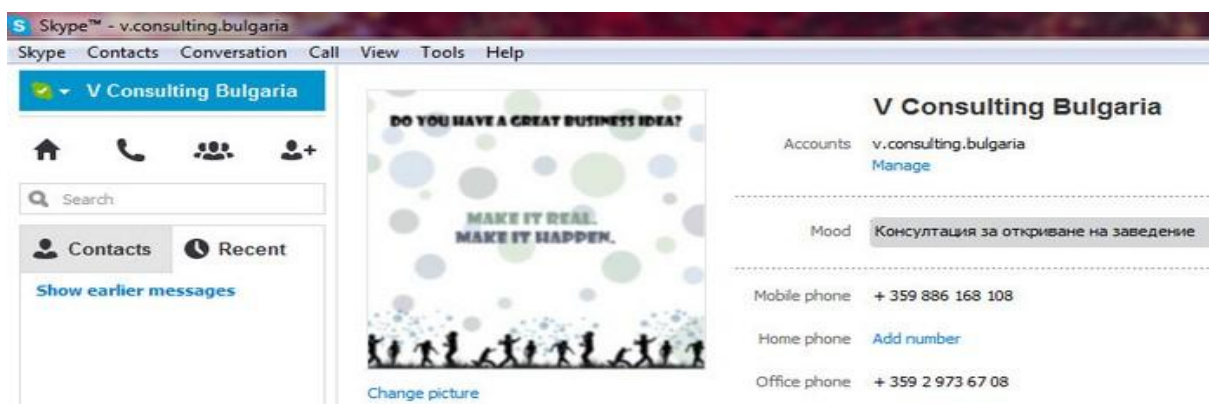 Skype™ - v.consulting.bulgaria
Skype Contacts Conversation Call View Tools Help
V Consulting Bulgaria
Search
Contacts Recent
Show earlier messages
DO YOU HAVE A GREAT BUSINESS IDEA?
MAKE IT REAL.
MAKE IT HAPPEN.
Change picture
V Consulting Bulgaria
Accounts v.consulting.bulgaria
Manage
Mood Консултация за откриване на заведение
Mobile phone + 359 886 168 108
Home phone Add number
Office phone + 359 2 973 67 08